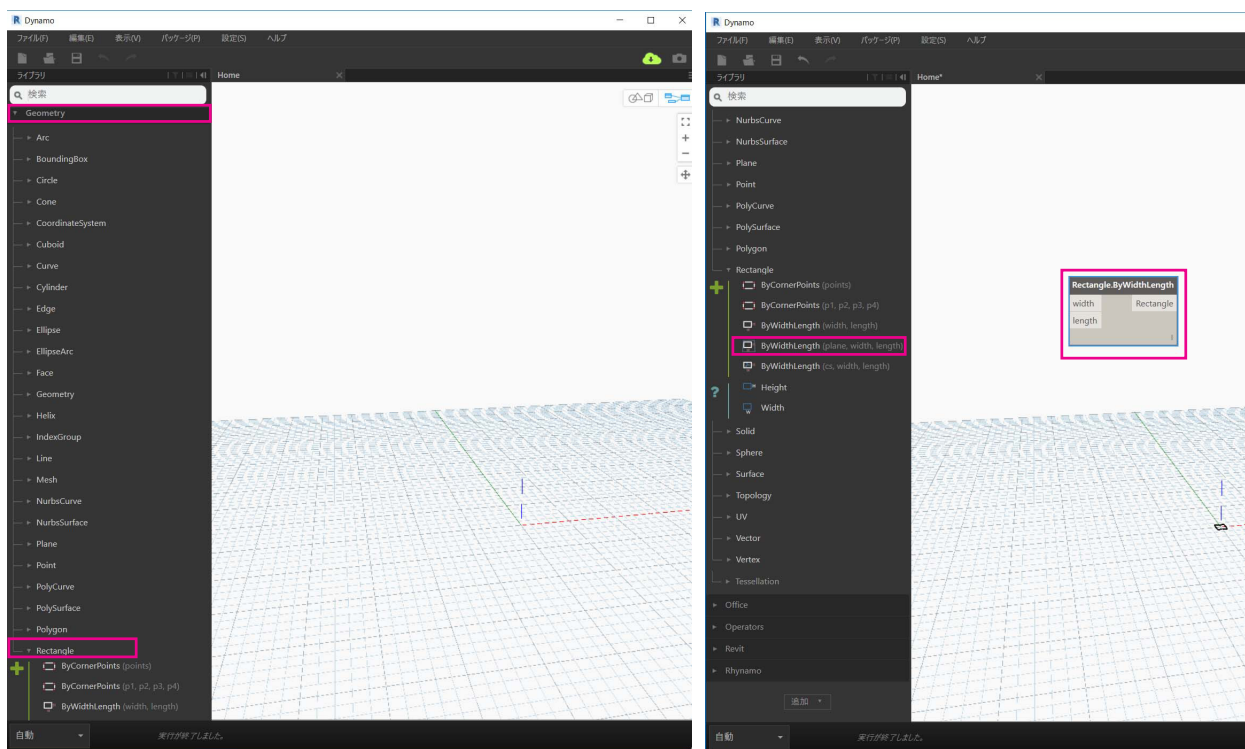 Dynamo
ファイル(F) 編集(E) 表示(V) パッケージ(P) 設定(S) ヘルプ
ライブラリ
Home
検索
Geometry
Arc
BoundingBox
Circle
Cone
CoordinateSystem
Cuboid
Curve
Cylinder
Edge
Ellipse
EllipseArc
Face
Geometry
Helix
IndexGroup
Line
Mesh
NurbsCurve
NurbsSurface
Plane
Point
PolyCurve
PolySurface
Polygon
Rectangle
ByCornerPoints (points)
ByCornerPoints (p1, p2, p3, p4)
ByWidthLength (width, length)
自動
実行が終了しました。
Dynamo
ファイル(F) 編集(E) 表示(V) パッケージ(P) 設定(S) ヘルプ
ライブラリ
Home*
検索
NurbsCurve
NurbsSurface
Plane
Point
PolyCurve
PolySurface
Polygon
Rectangle
ByCornerPoints (points)
ByCornerPoints (p1, p2, p3, p4)
ByWidthLength (width, length)
ByWidthLength (plane, width, length)
ByWidthLength (cs, width, length)
Height
Width
Solid
Sphere
Surface
Topology
UV
Vector
Vertex
Tessellation
Office
Operators
Revit
Rhynamo
追加
自動
実行が終了しました。
Rectangle.ByWidthLength
width Rectangle
length